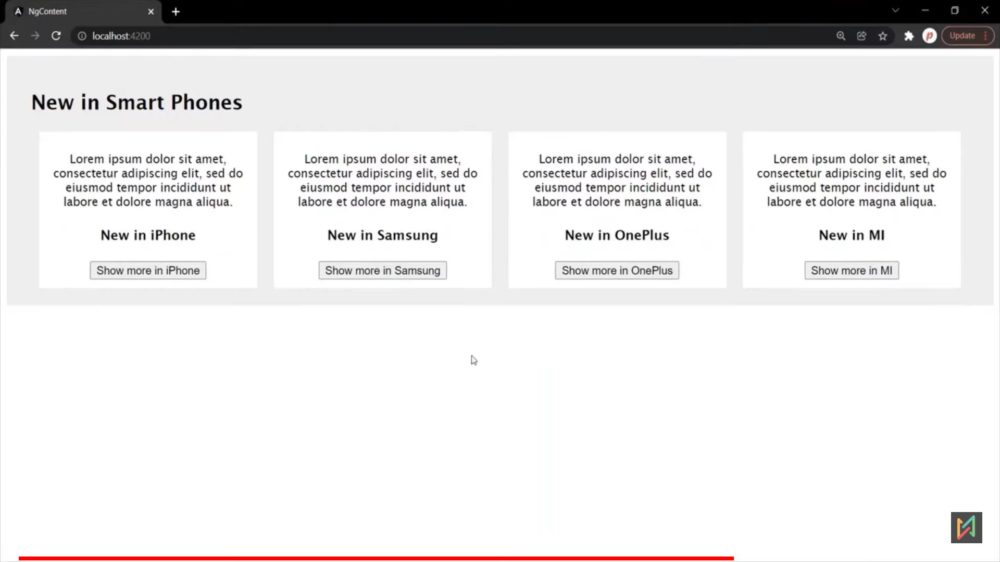 NgContent
localhost:4200
Update
New in Smart Phones
Lorem ipsum dolor sit amet,
consectetur adipiscing elit, sed do
eiusmod tempor incididunt ut
labore et dolore magna aliqua.
New in iPhone
Show more in iPhone
Lorem ipsum dolor sit amet,
consectetur adipiscing elit, sed do
eiusmod tempor incididunt ut
labore et dolore magna aliqua.
New in Samsung
Show more in Samsung
Lorem ipsum dolor sit amet,
consectetur adipiscing elit, sed do
eiusmod tempor incididunt ut
labore et dolore magna aliqua.
New in OnePlus
Show more in OnePlus
Lorem ipsum dolor sit amet,
consectetur adipiscing elit, sed do
eiusmod tempor incididunt ut
labore et dolore magna aliqua.
New in MI
Show more in MI